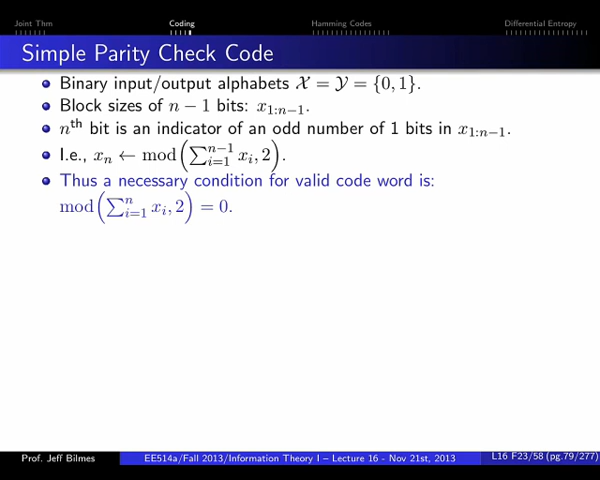 Joint Thm Coding Hamming Codes Differential Entropy
Simple Parity Check Code
Binary input/output alphabets 𝒳 = 𝒴 = {0, 1}.
Block sizes of n − 1 bits: x_{1:n−1}.
n^{th} bit is an indicator of an odd number of 1 bits in x_{1:n−1}.
I.e., x_n ← mod(∑_{i=1}^{n−1} x_i, 2).
Thus a necessary condition for valid code word is:
mod(∑_{i=1}^{n} x_i, 2) = 0.
Prof. Jeff Bilmes EE514a/Fall 2013/Information Theory I – Lecture 16 - Nov 21st, 2013 L16 F23/58 (pg.79/277)